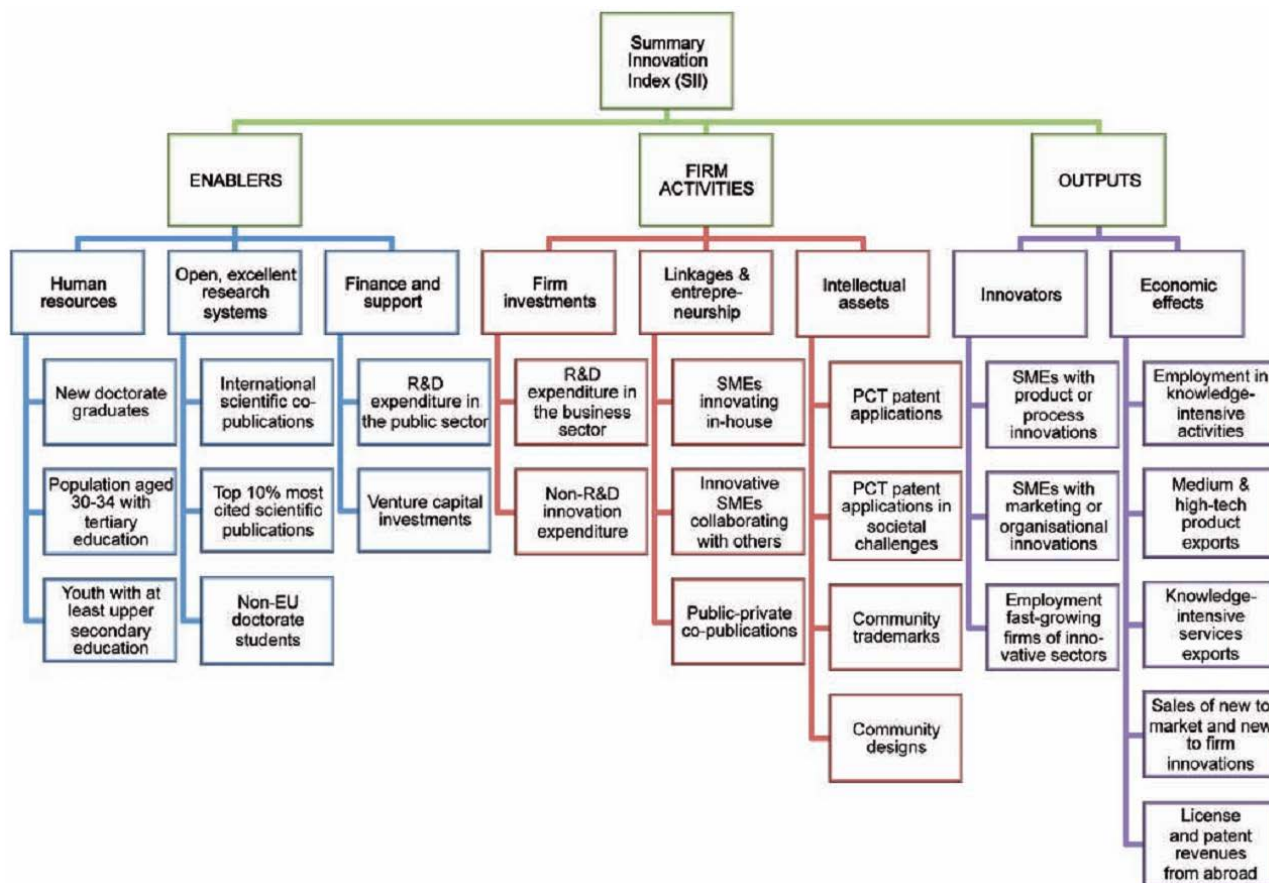 Summary
Innovation
Index (SII)
ENABLERS
FIRM
ACTIVITIES
OUTPUTS
Human
resources
Open, excellent
research
systems
Finance and
support
Firm
investments
Linkages &
entrepre-
neurship
Intellectual
assets
Innovators
Economic
effects
New doctorate
graduates
International
scientific co-
publications
R&D
expenditure in
the public sector
R&D
expenditure in
the business
sector
SMEs
innovating
in-house
PCT patent
applications
SMEs with
product or
process
innovations
Employment in
knowledge-
intensive
activities
Population aged
30-34 with
tertiary
education
Top 10% most
cited scientific
publications
Venture capital
investments
Non-R&D
innovation
expenditure
Innovative
SMEs
collaborating
with others
PCT patent
applications in
societal
challenges
SMEs with
marketing or
organisational
innovations
Medium &
high-tech
product
exports
Youth with at
least upper
secondary
education
Non-EU
doctorate
students
Public-private
co-publications
Community
trademarks
Employment
fast-growing
firms of inno-
vative sectors
Knowledge-
intensive
services
exports
Community
designs
Sales of new to
market and new
to firm
innovations
License
and patent
revenues
from abroad